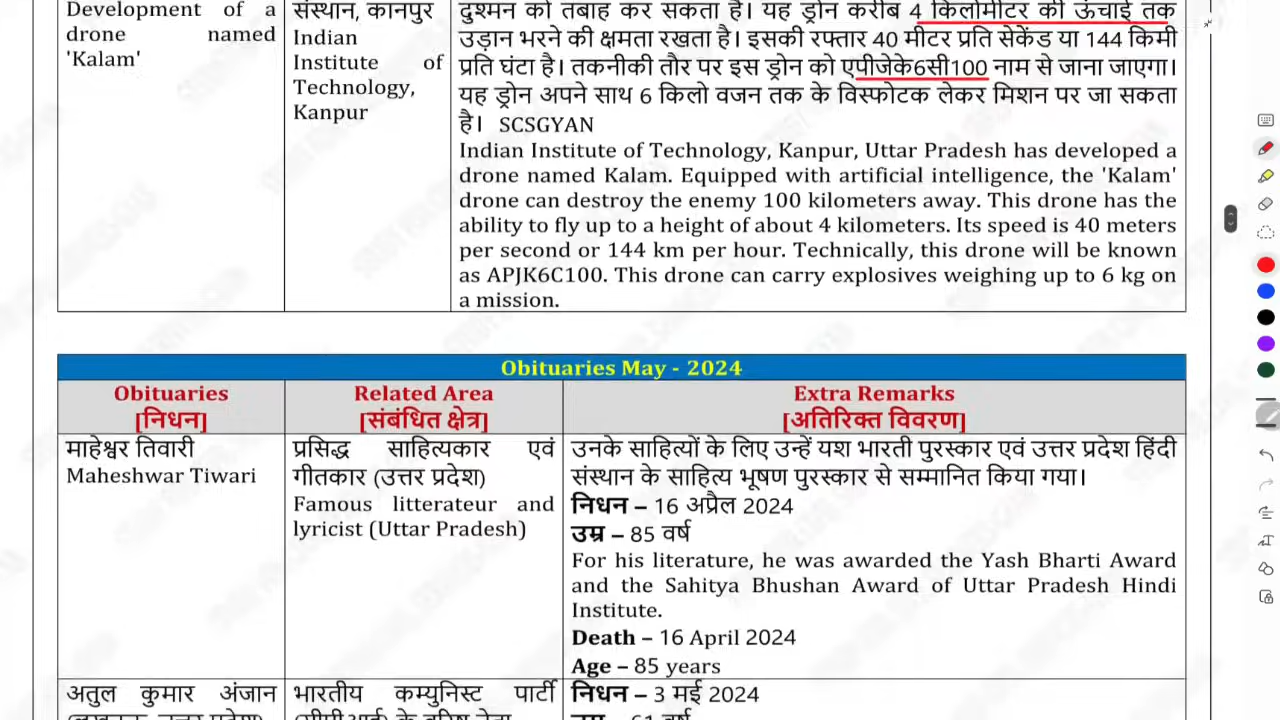 Development of a
drone named
'Kalam'
संस्थान, कानपुर
Indian
Institute of
Technology,
Kanpur
दुश्मन को तबाह कर सकता है। यह ड्रोन करीब 4 किलोमीटर की ऊंचाई तक
उड़ान भरने की क्षमता रखता है। इसकी रफ्तार 40 मीटर प्रति सेकेंड या 144 किमी
प्रति घंटा है। तकनीकी तौर पर इस ड्रोन को एपीजेके6सी100 नाम से जाना जाएगा।
यह ड्रोन अपने साथ 6 किलो वजन तक के विस्फोटक लेकर मिशन पर जा सकता
है। SCSGYAN
Indian Institute of Technology, Kanpur, Uttar Pradesh has developed a
drone named Kalam. Equipped with artificial intelligence, the 'Kalam'
drone can destroy the enemy 100 kilometers away. This drone has the
ability to fly up to a height of about 4 kilometers. Its speed is 40 meters
per second or 144 km per hour. Technically, this drone will be known
as APJK6C100. This drone can carry explosives weighing up to 6 kg on
a mission.
Obituaries May - 2024
Obituaries
[निधन]
Related Area
[संबंधित क्षेत्र]
Extra Remarks
[अतिरिक्त विवरण]
माहेश्वर तिवारी
Maheshwar Tiwari
प्रसिद्ध साहित्यकार एवं
गीतकार (उत्तर प्रदेश)
Famous litterateur and
lyricist (Uttar Pradesh)
उनके साहित्यों के लिए उन्हें यश भारती पुरस्कार एवं उत्तर प्रदेश हिंदी
संस्थान के साहित्य भूषण पुरस्कार से सम्मानित किया गया।
निधन – 16 अप्रैल 2024
उम्र – 85 वर्ष
For his literature, he was awarded the Yash Bharti Award
and the Sahitya Bhushan Award of Uttar Pradesh Hindi
Institute.
Death – 16 April 2024
Age – 85 years
अतुल कुमार अंजान
भारतीय कम्युनिस्ट पार्टी
निधन – 3 मई 2024